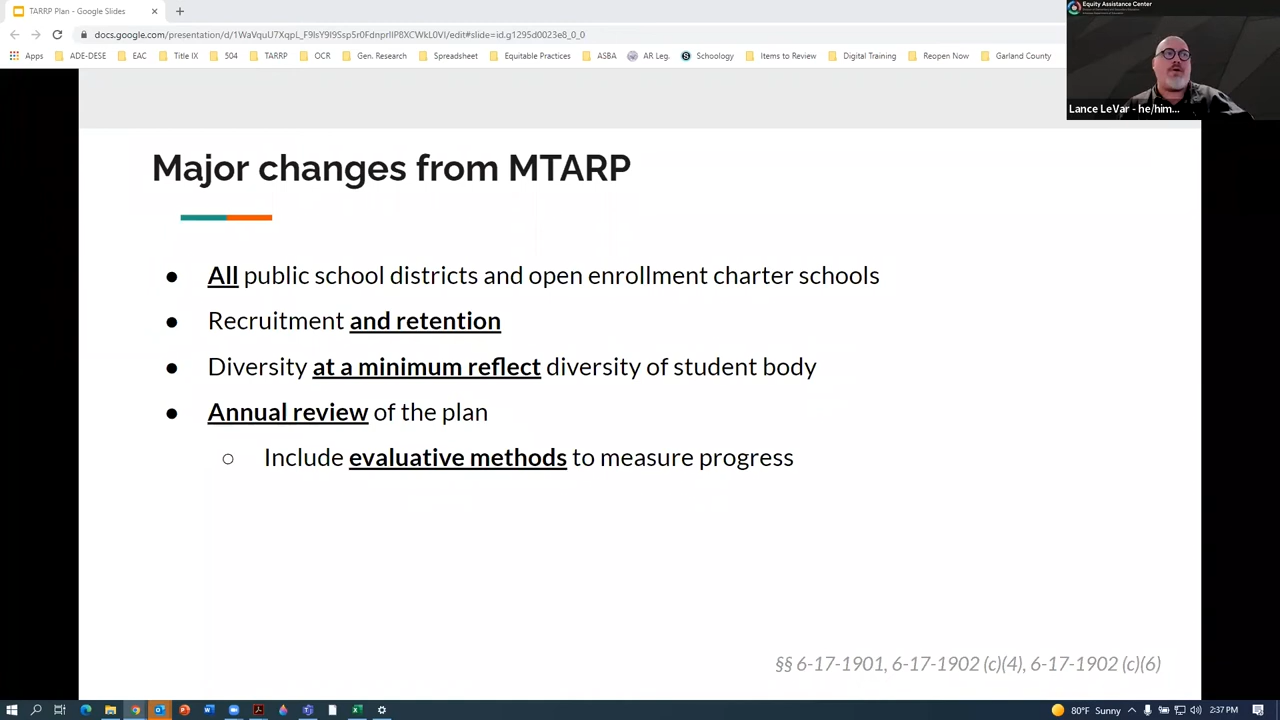 TARRP Plan - Google Slides
Equity Assistance Center
docs.google.com/presentation/d/1WaVquU7XqpL_F9IsY9I9Ssp5r0FdnprIIP8XCWkL0VI/edit#slide=id.g1295d0023e8_0_0
Apps ADE-DESE EAC Title IX 504 TARRP OCR Gen. Research Spreadsheet Equitable Practices ASBA AR Leg. Schoology Items to Review Digital Training Reopen Now Garland County
Lance LeVar - he/him...
Major changes from MTARP
● All public school districts and open enrollment charter schools
● Recruitment and retention
● Diversity at a minimum reflect diversity of student body
● Annual review of the plan
○ Include evaluative methods to measure progress
§§ 6-17-1901, 6-17-1902 (c)(4), 6-17-1902 (c)(6)
80°F Sunny 2:37 PM